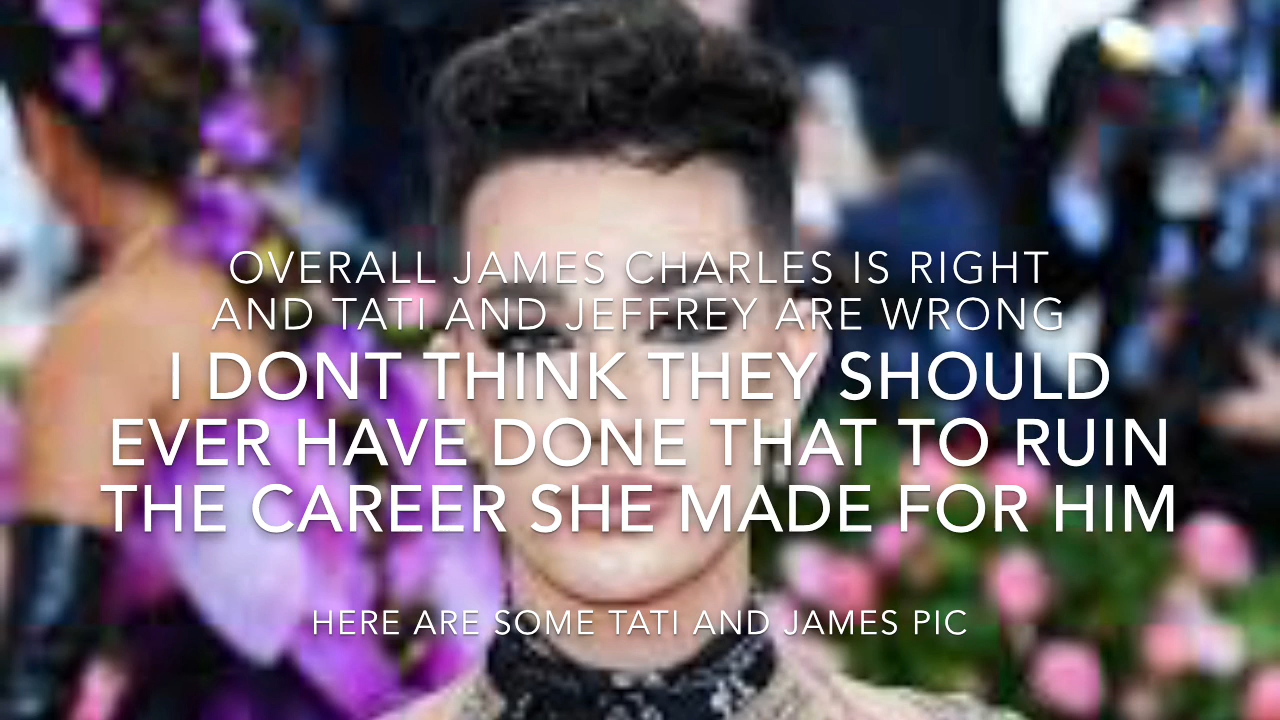 OVERALL JAMES CHARLES IS RIGHT
AND TATI AND JEFFREY ARE WRONG
I DONT THINK THEY SHOULD
EVER HAVE DONE THAT TO RUIN
THE CAREER SHE MADE FOR HIM
HERE ARE SOME TATI AND JAMES PIC